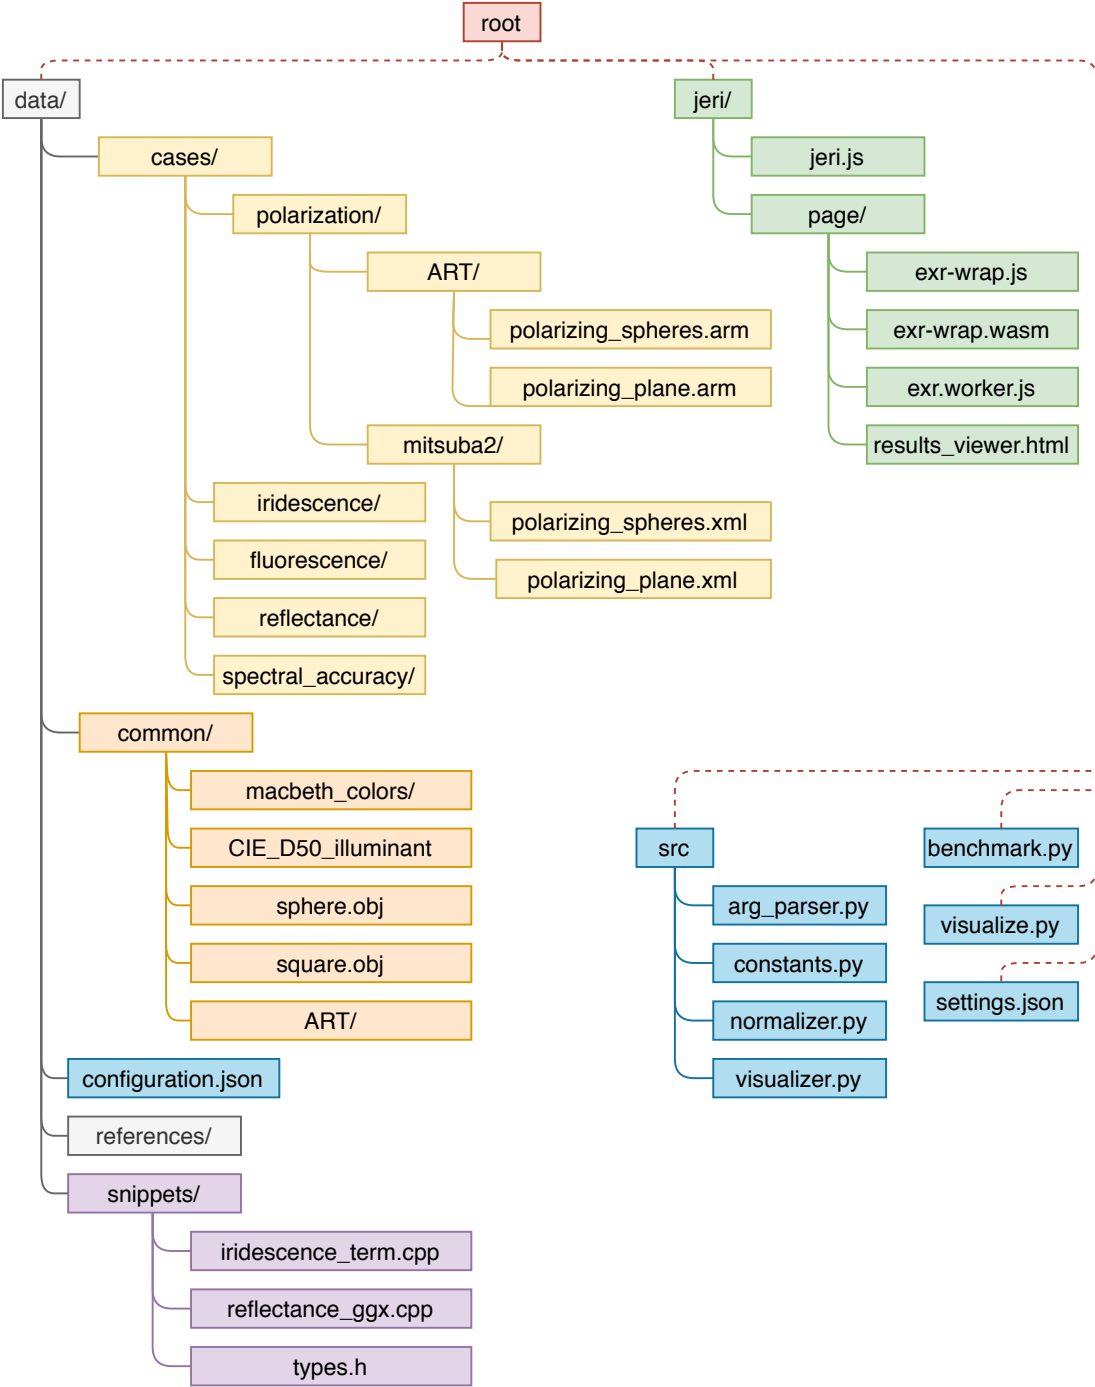 root
data/
cases/
polarization/
ART/
polarizing_spheres.arm
polarizing_plane.arm
mitsuba2/
polarizing_spheres.xml
polarizing_plane.xml
iridescence/
fluorescence/
reflectance/
spectral_accuracy/
common/
macbeth_colors/
CIE_D50_illuminant
sphere.obj
square.obj
ART/
configuration.json
references/
snippets/
iridescence_term.cpp
reflectance_ggx.cpp
types.h
jeri/
jeri.js
page/
exr-wrap.js
exr-wrap.wasm
exr.worker.js
results_viewer.html
src
arg_parser.py
constants.py
normalizer.py
visualizer.py
benchmark.py
visualize.py
settings.json